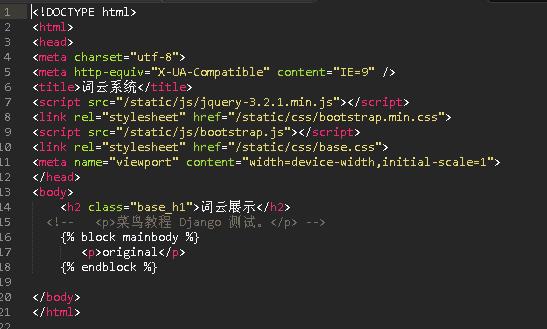 1 <!DOCTYPE html>
2 <html>
3 <head>
4 <meta charset="utf-8">
5 <meta http-equiv="X-UA-Compatible" content="IE=9" />
6 <title>词云系统</title>
7 <script src="/static/js/jquery-3.2.1.min.js"></script>
8 <link rel="stylesheet" href="/static/css/bootstrap.min.css">
9 <script src="/static/js/bootstrap.js"></script>
10 <link rel="stylesheet" href="/static/css/base.css">
11 <meta name="viewport" content="width=device-width,initial-scale=1">
12 </head>
13 <body>
14 <h2 class="base_h1">词云展示</h2>
15 <!-- <p>菜鸟教程 Django 测试。</p> -->
16 {% block mainbody %}
17 <p>original</p>
18 {% endblock %}
19
20 </body>
21 </html>
22